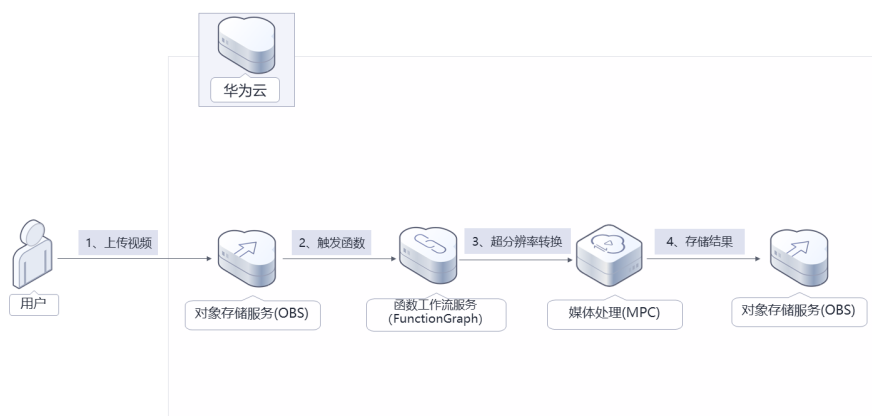 华为云
1、上传视频
2、触发函数
3、超分辨率转换
4、存储结果
用户
对象存储服务(OBS)
函数工作流服务
(FunctionGraph)
媒体处理(MPC)
对象存储服务(OBS)